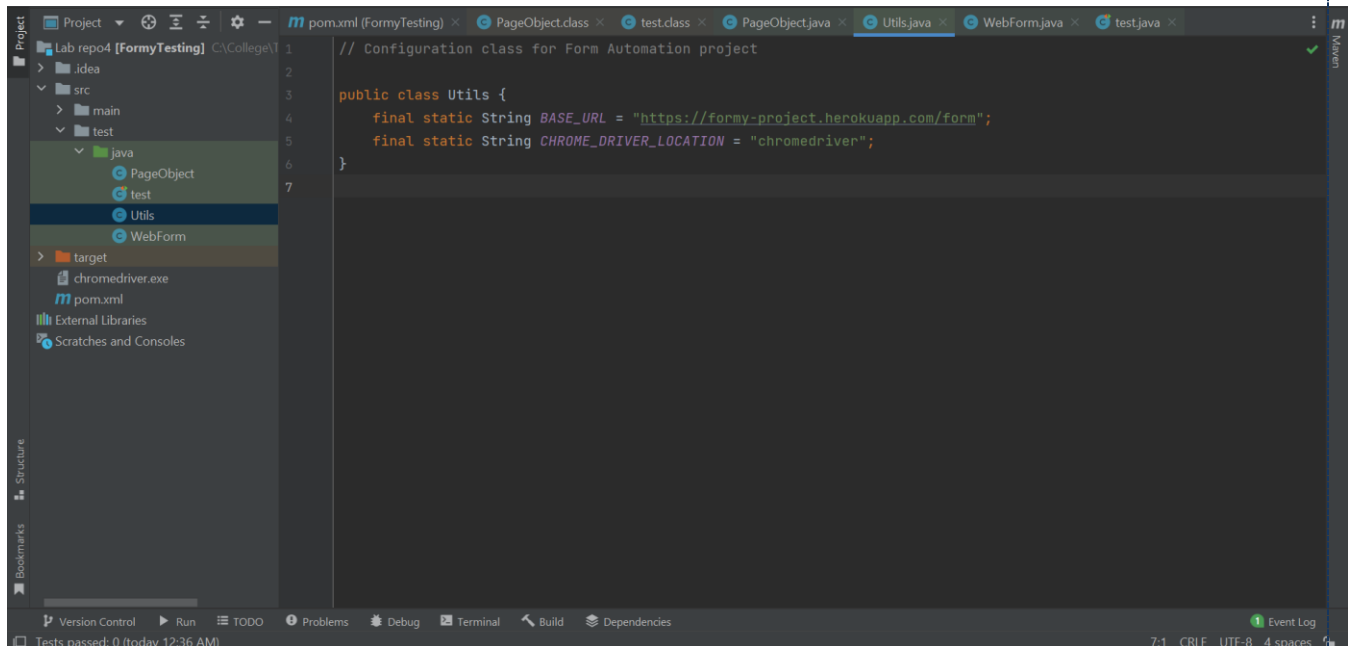 Project
pom.xml (FormyTesting)
PageObject.class
test.class
PageObject.java
Utils.java
WebForm.java
test.java
Project
Structure
Bookmarks
Maven
Lab repo4 [FormyTesting] C:\College\
.idea
src
main
test
java
PageObject
test
Utils
WebForm
target
chromedriver.exe
pom.xml
External Libraries
Scratches and Consoles
1 // Configuration class for Form Automation project
2
3 public class Utils {
4 final static String BASE_URL = "https://formy-project.herokuapp.com/form";
5 final static String CHROME_DRIVER_LOCATION = "chromedriver";
6 }
7
Version Control Run TODO Problems Debug Terminal Build Dependencies 1 Event Log
Tests passed: 0 (today 12:36 AM) 7:1 CRLF UTF-8 4 spaces